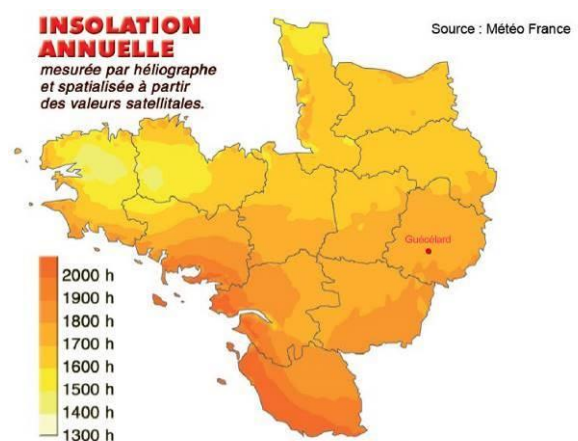 INSOLATION
ANNUELLE
mesurée par héliographe
et spatialisée à partir
des valeurs satellitales.
Source : Météo France
Guécélard
2000 h
1900 h
1800 h
1700 h
1600 h
1500 h
1400 h
1300 h